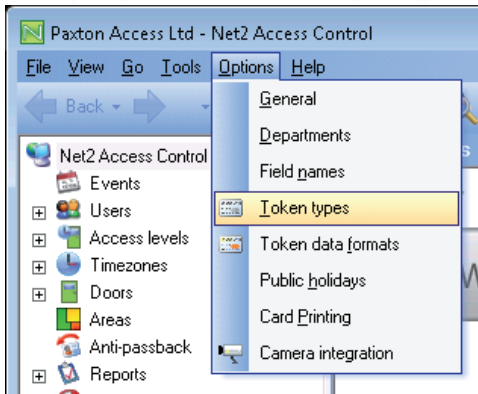 Paxton Access Ltd - Net2 Access Control
File View Go Tools Options Help
Back
General
Departments
Field names
Token types
Token data formats
Public holidays
Card Printing
Camera integration
Net2 Access Control
Events
Users
Access levels
Timezones
Doors
Areas
Anti-passback
Reports